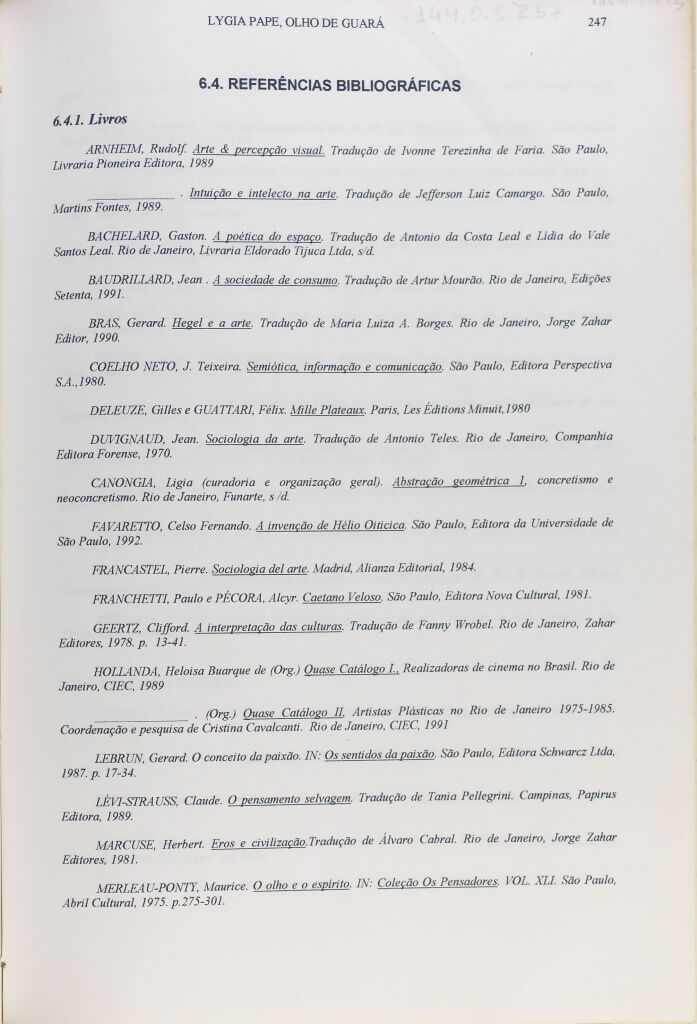 LYGIA PAPE, OLHO DE GUARÁ 247
6.4. REFERÊNCIAS BIBLIOGRÁFICAS
6.4.1. Livros
ARNHEIM, Rudolf. Arte & percepção visual. Tradução de Ivonne Terezinha de Faria. São Paulo,
Livraria Pioneira Editora, 1989
____________ . Intuição e intelecto na arte. Tradução de Jefferson Luiz Camargo. São Paulo,
Martins Fontes, 1989.
BACHELARD, Gaston. A poética do espaço. Tradução de Antonio da Costa Leal e Lídia do Vale
Santos Leal. Rio de Janeiro, Livraria Eldorado Tijuca Ltda, s/d.
BAUDRILLARD, Jean . A sociedade de consumo. Tradução de Artur Mourão. Rio de Janeiro, Edições
Setenta, 1991.
BRAS, Gerard. Hegel e a arte. Tradução de Maria Luiza A. Borges. Rio de Janeiro, Jorge Zahar
Editor, 1990.
COELHO NETO, J. Teixeira. Semiótica, informação e comunicação. São Paulo, Editora Perspectiva
S.A.,1980.
DELEUZE, Gilles e GUATTARI, Félix. Mille Plateaux. Paris, Les Éditions Minuit,1980
DUVIGNAUD, Jean. Sociologia da arte. Tradução de Antonio Teles. Rio de Janeiro, Companhia
Editora Forense, 1970.
CANONGIA, Ligia (curadoria e organização geral). Abstração geométrica I, concretismo e
neoconcretismo. Rio de Janeiro, Funarte, s /d.
FAVARETTO, Celso Fernando. A invenção de Hélio Oiticica. São Paulo, Editora da Universidade de
São Paulo, 1992.
FRANCASTEL, Pierre. Sociologia del arte. Madrid, Alianza Editorial, 1984.
FRANCHETTI, Paulo e PÉCORA, Alcyr. Caetano Veloso. São Paulo, Editora Nova Cultural, 1981.
GEERTZ, Clifford. A interpretação das culturas. Tradução de Fanny Wrobel. Rio de Janeiro, Zahar
Editores, 1978. p. 13-41.
HOLLANDA, Heloisa Buarque de (Org.) Quase Catálogo I., Realizadoras de cinema no Brasil. Rio de
Janeiro, CIEC, 1989
____________ . (Org.) Quase Catálogo II, Artistas Plásticas no Rio de Janeiro 1975-1985.
Coordenação e pesquisa de Cristina Cavalcanti. Rio de Janeiro, CIEC, 1991
LEBRUN, Gerard. O conceito da paixão. IN: Os sentidos da paixão. São Paulo, Editora Schwarcz Ltda,
1987. p. 17-34.
LÉVI-STRAUSS, Claude. O pensamento selvagem. Tradução de Tania Pellegrini. Campinas, Papirus
Editora, 1989.
MARCUSE, Herbert. Eros e civilização.Tradução de Álvaro Cabral. Rio de Janeiro, Jorge Zahar
Editores, 1981.
MERLEAU-PONTY, Maurice. O olho e o espírito. IN: Coleção Os Pensadores. VOL. XLI. São Paulo,
Abril Cultural, 1975. p.275-301.